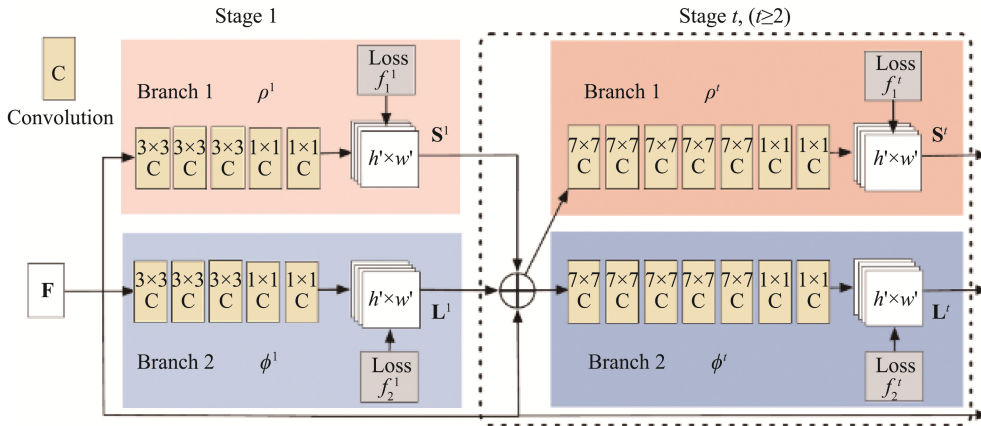 Stage 1
Stage t, (t≥2)
C
Convolution
Branch 1 ρ¹
Loss
f₁¹
3×3 3×3 3×3 1×1 1×1
C C C C C
h'×w'
S¹
Branch 1 ρᵗ
Loss
f₁ᵗ
7×7 7×7 7×7 7×7 7×7 1×1 1×1
C C C C C C C
h'×w'
Sᵗ
F
3×3 3×3 3×3 1×1 1×1
C C C C C
h'×w'
L¹
Branch 2 ϕ¹
Loss
f₂¹
7×7 7×7 7×7 7×7 7×7 1×1 1×1
C C C C C C C
h'×w'
Lᵗ
Branch 2 ϕᵗ
Loss
f₂ᵗ